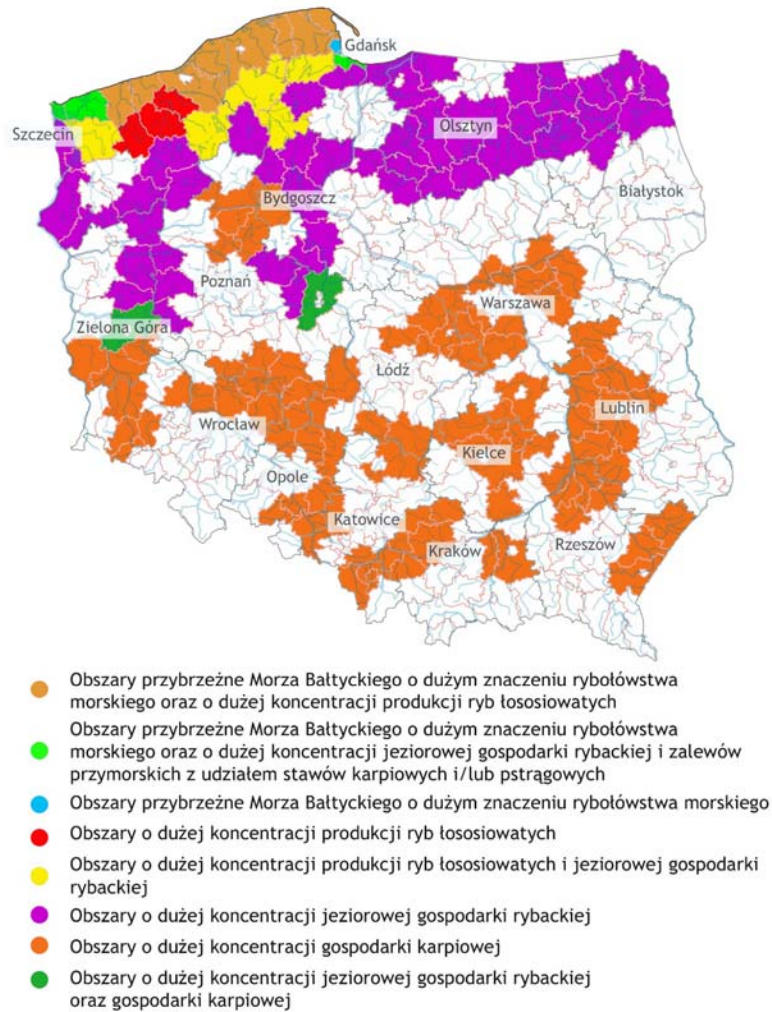 Gdańsk
Szczecin
Olsztyn
Białystok
Bydgoszcz
Poznań
Warszawa
Zielona Góra
Łódź
Lublin
Wrocław
Kielce
Opole
Katowice
Rzeszów
Kraków
Obszary przybrzeżne Morza Bałtyckiego o dużym znaczeniu rybołówstwa
morskiego oraz o dużej koncentracji produkcji ryb łososiowatych
Obszary przybrzeżne Morza Bałtyckiego o dużym znaczeniu rybołówstwa
morskiego oraz o dużej koncentracji jeziorowej gospodarki rybackiej i zalewów
przymorskich z udziałem stawów karpiowych i/lub pstrągowych
Obszary przybrzeżne Morza Bałtyckiego o dużym znaczeniu rybołówstwa morskiego
Obszary o dużej koncentracji produkcji ryb łososiowatych
Obszary o dużej koncentracji produkcji ryb łososiowatych i jeziorowej gospodarki
rybackiej
Obszary o dużej koncentracji jeziorowej gospodarki rybackiej
Obszary o dużej koncentracji gospodarki karpiowej
Obszary o dużej koncentracji jeziorowej gospodarki rybackiej
oraz gospodarki karpiowej